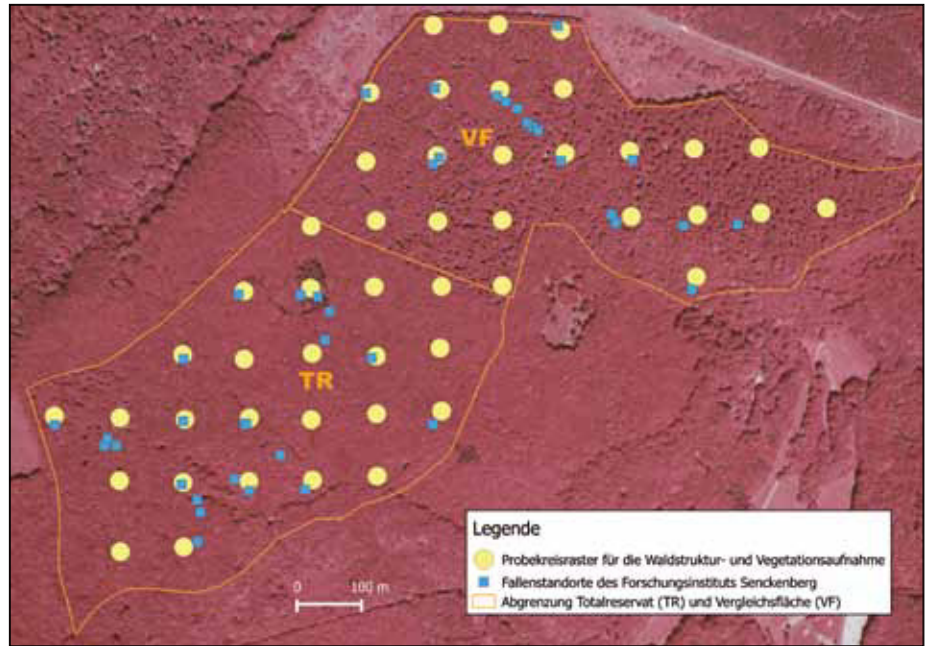 VF
TR
0 100 m
Legende
Probekreisraster für die Waldstruktur- und Vegetationsaufnahme
Fallenstandorte des Forschungsinstituts Senckenberg
Abgrenzung Totalreservat (TR) und Vergleichsfläche (VF)